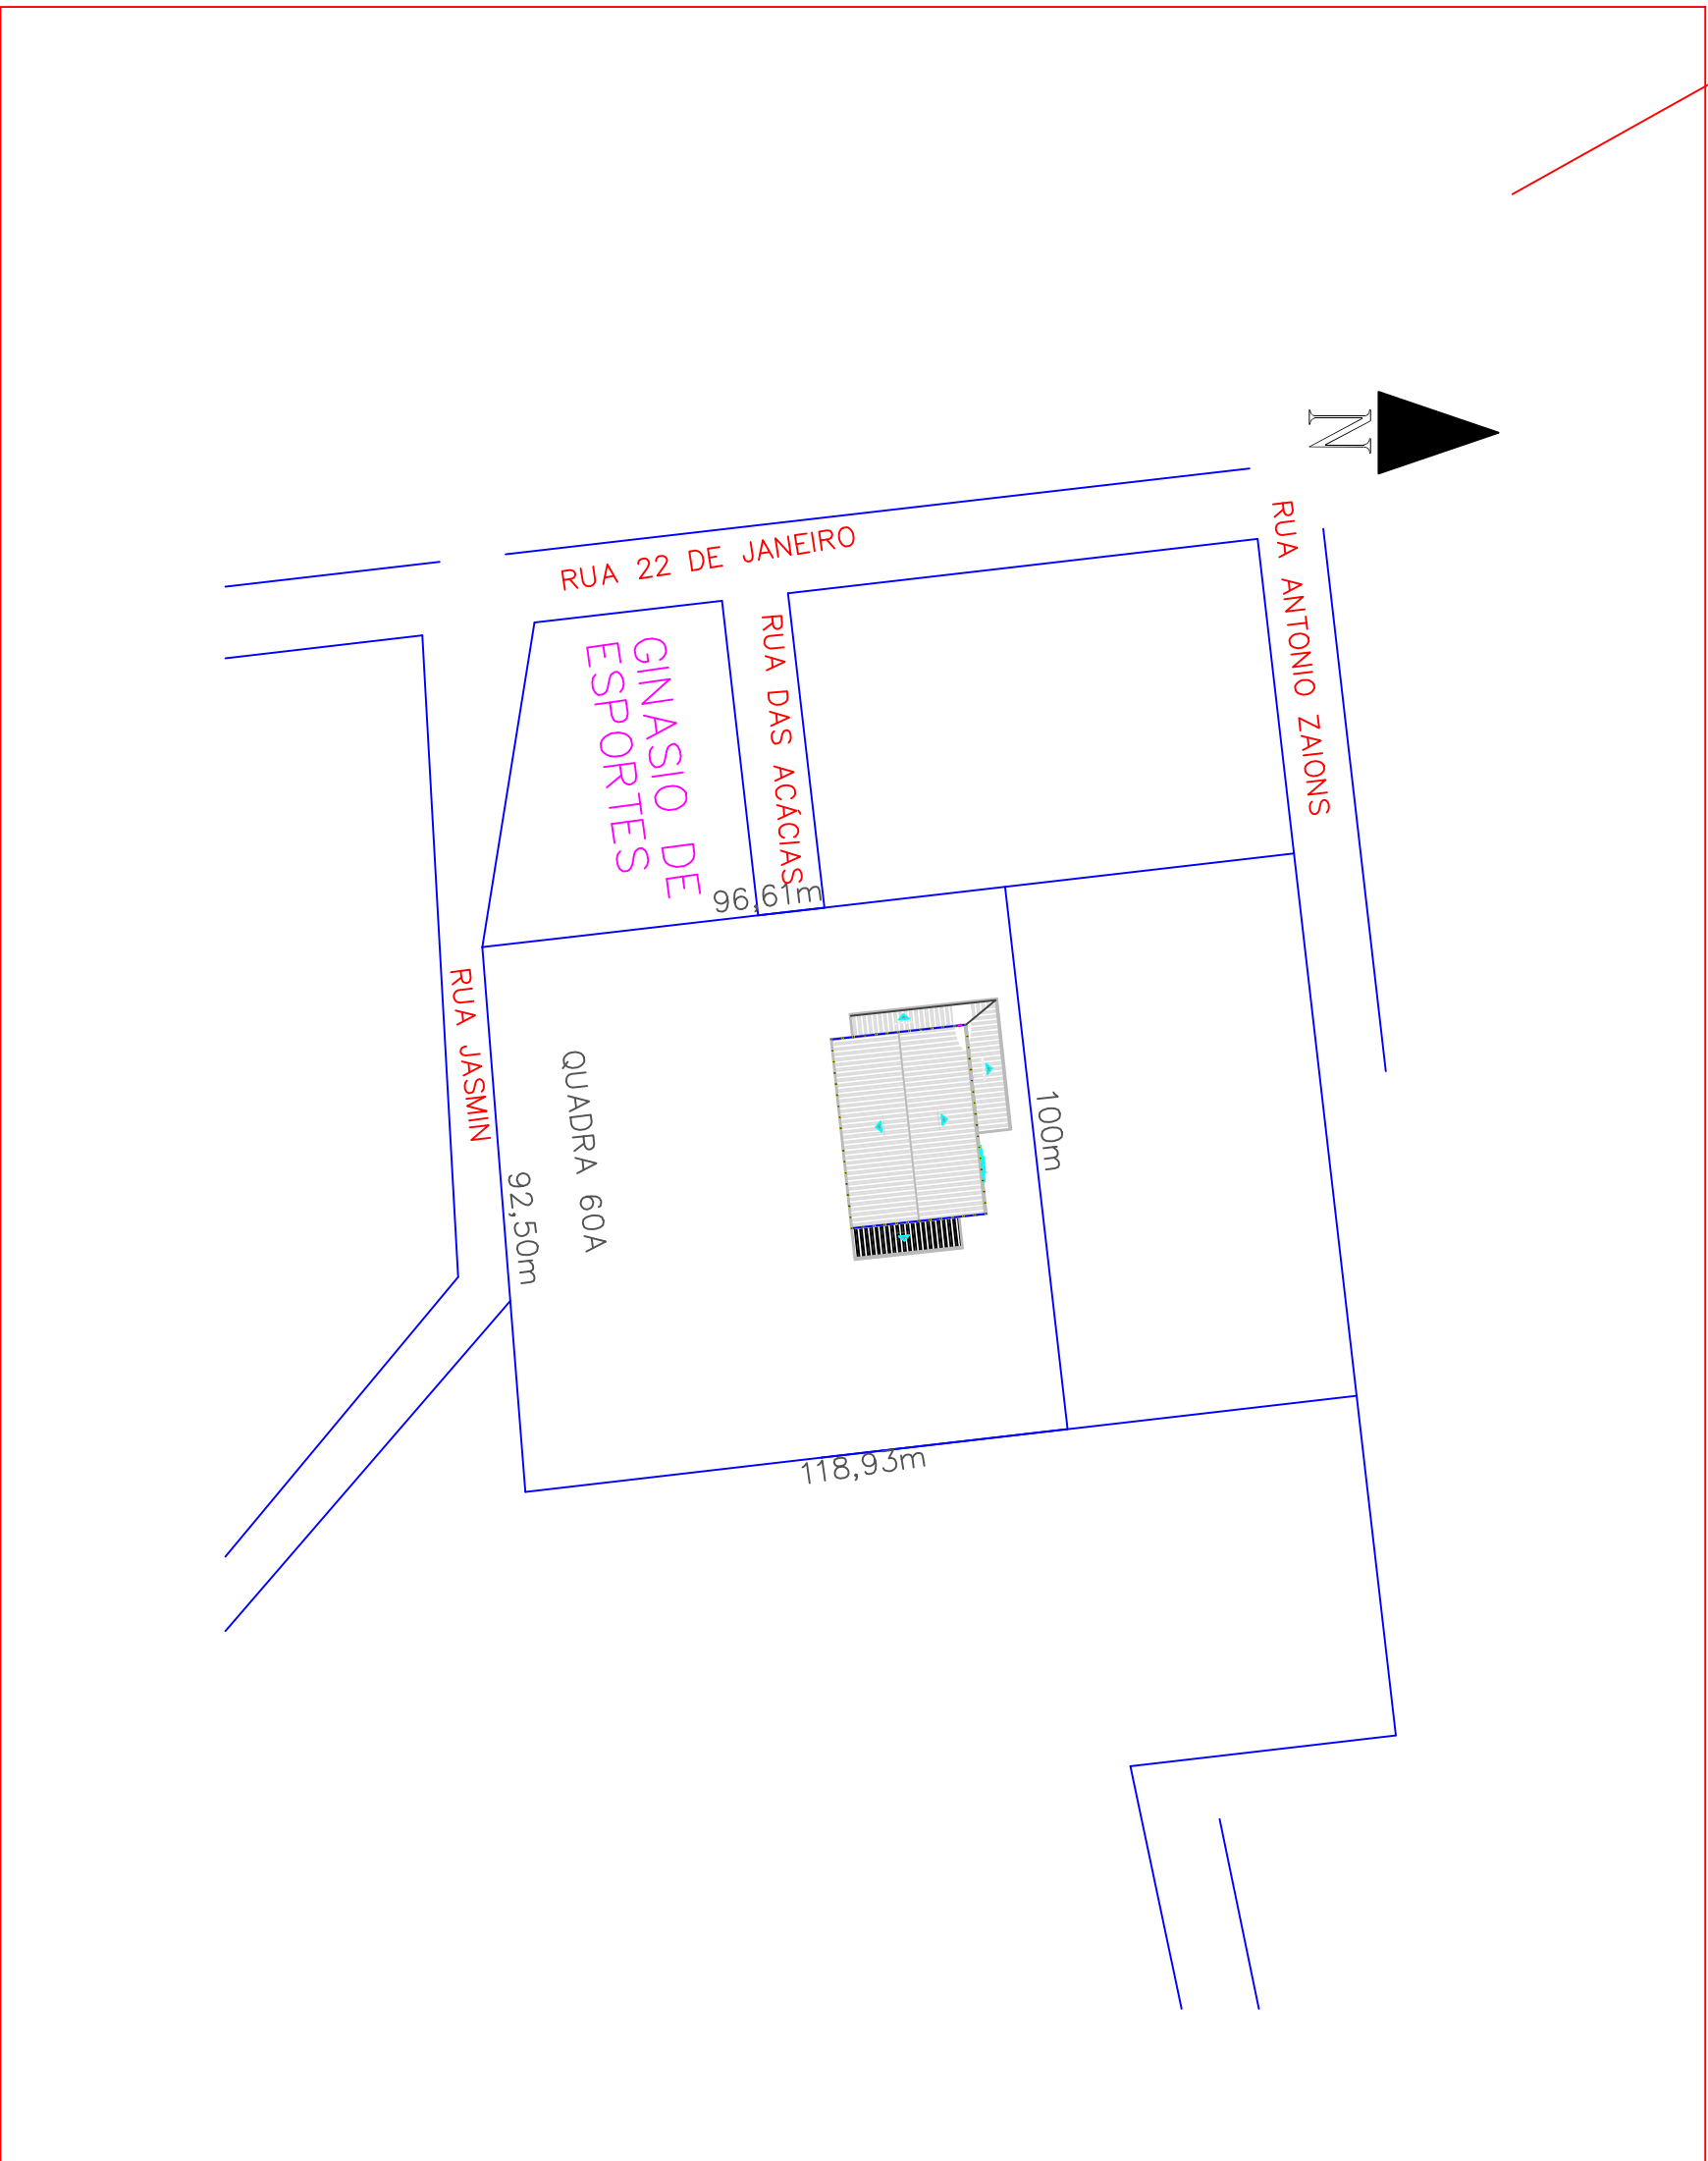 N
RUA 22 DE JANEIRO
RUA ANTONIO ZAIONS
RUA DAS ACÁCIAS
GINASIO DE
ESPORTES
96,61m
RUA JASMIN
QUADRA 60A
92,50m
100m
118,93m